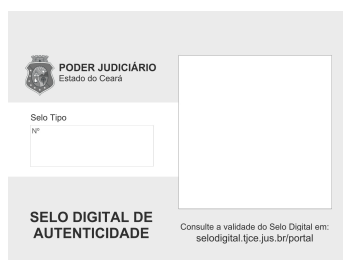 PODER JUDICIÁRIO
Estado do Ceará
Selo Tipo
Nº
SELO DIGITAL DE
AUTENTICIDADE
Consulte a validade do Selo Digital em:
selodigital.tjce.jus.br/portal